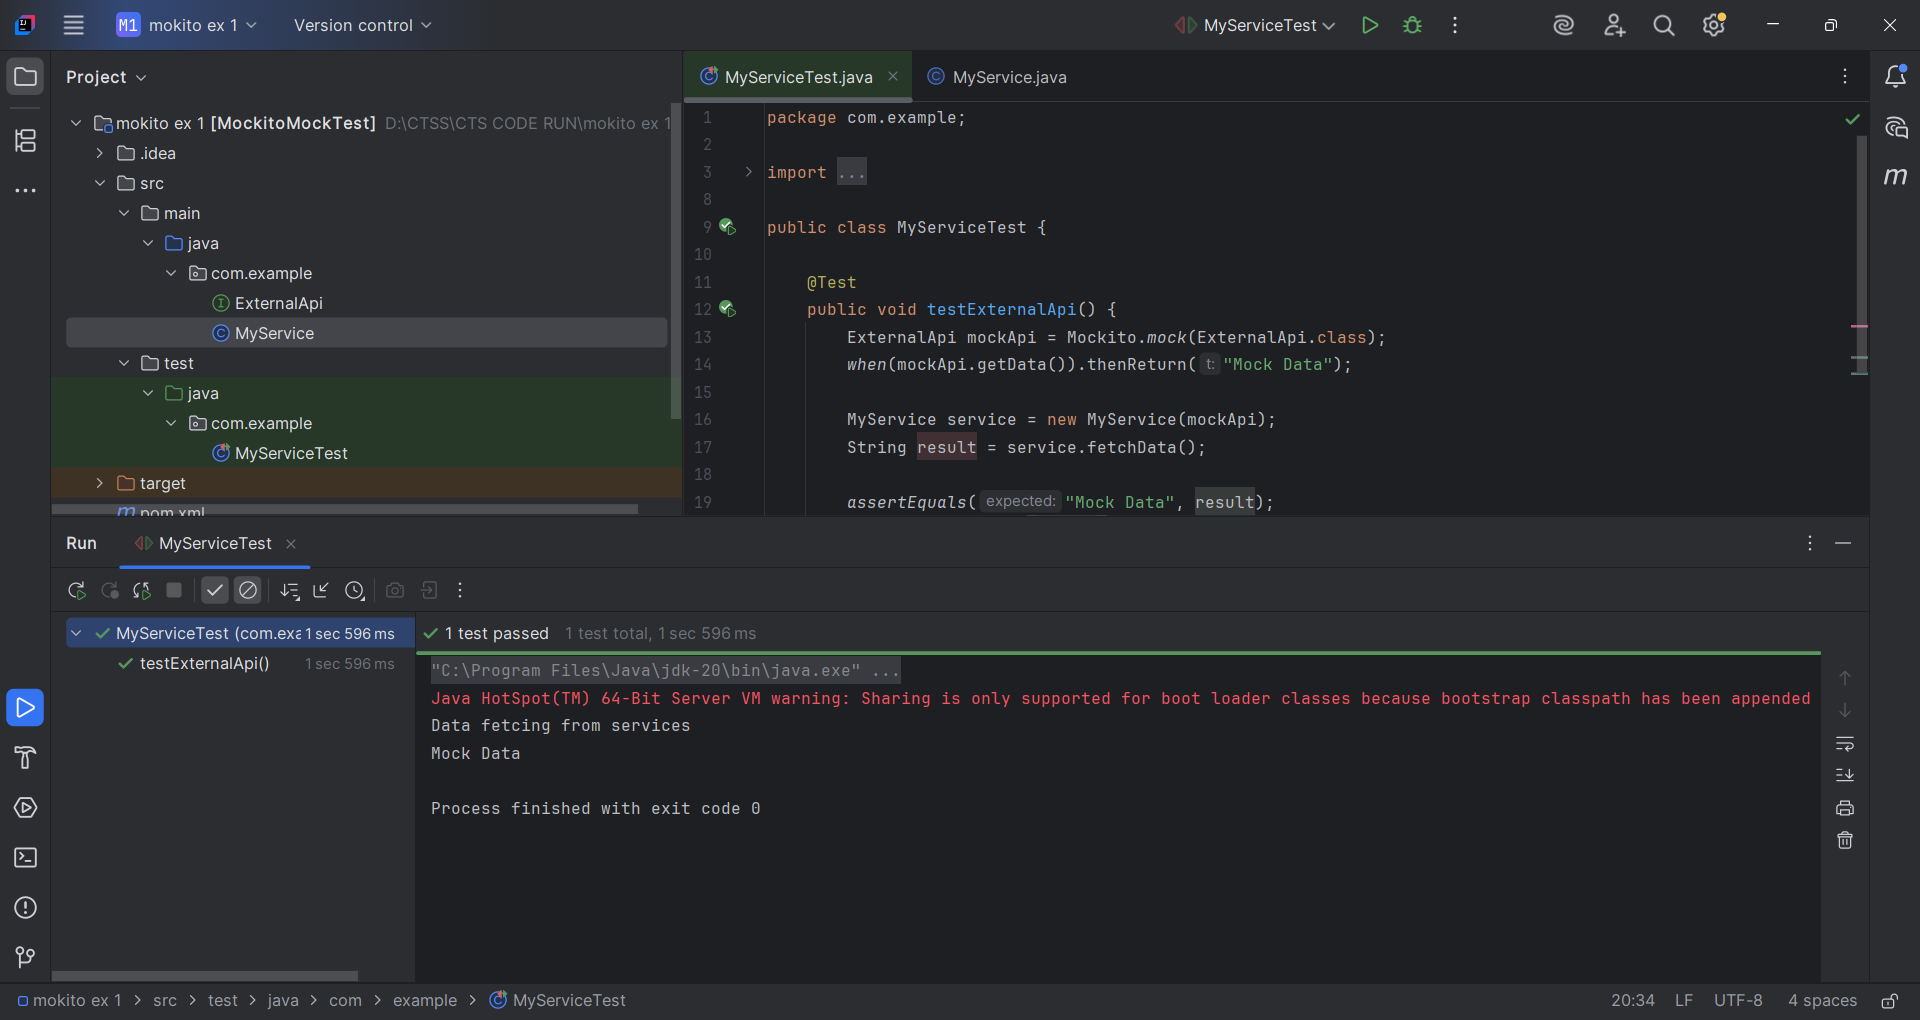 M1 mokito ex 1 Version control MyServiceTest
Project
mokito ex 1 [MockitoMockTest] D:\CTSS\CTS CODE RUN\mokito ex 1
.idea
src
main
java
com.example
ExternalApi
MyService
test
java
com.example
MyServiceTest
target
pom.xml
MyServiceTest.java MyService.java
1 package com.example;
2
3 import ...
8
9 public class MyServiceTest {
10
11 @Test
12 public void testExternalApi() {
13 ExternalApi mockApi = Mockito.mock(ExternalApi.class);
14 when(mockApi.getData()).thenReturn( t: "Mock Data");
15
16 MyService service = new MyService(mockApi);
17 String result = service.fetchData();
18
19 assertEquals( expected: "Mock Data", result);
Run MyServiceTest
MyServiceTest (com.exa 1 sec 596 ms
testExternalApi() 1 sec 596 ms
1 test passed 1 test total, 1 sec 596 ms
"C:\Program Files\Java\jdk-20\bin\java.exe" ...
Java HotSpot(TM) 64-Bit Server VM warning: Sharing is only supported for boot loader classes because bootstrap classpath has been appended
Data fetcing from services
Mock Data
Process finished with exit code 0
mokito ex 1 > src > test > java > com > example > MyServiceTest
20:34 LF UTF-8 4 spaces